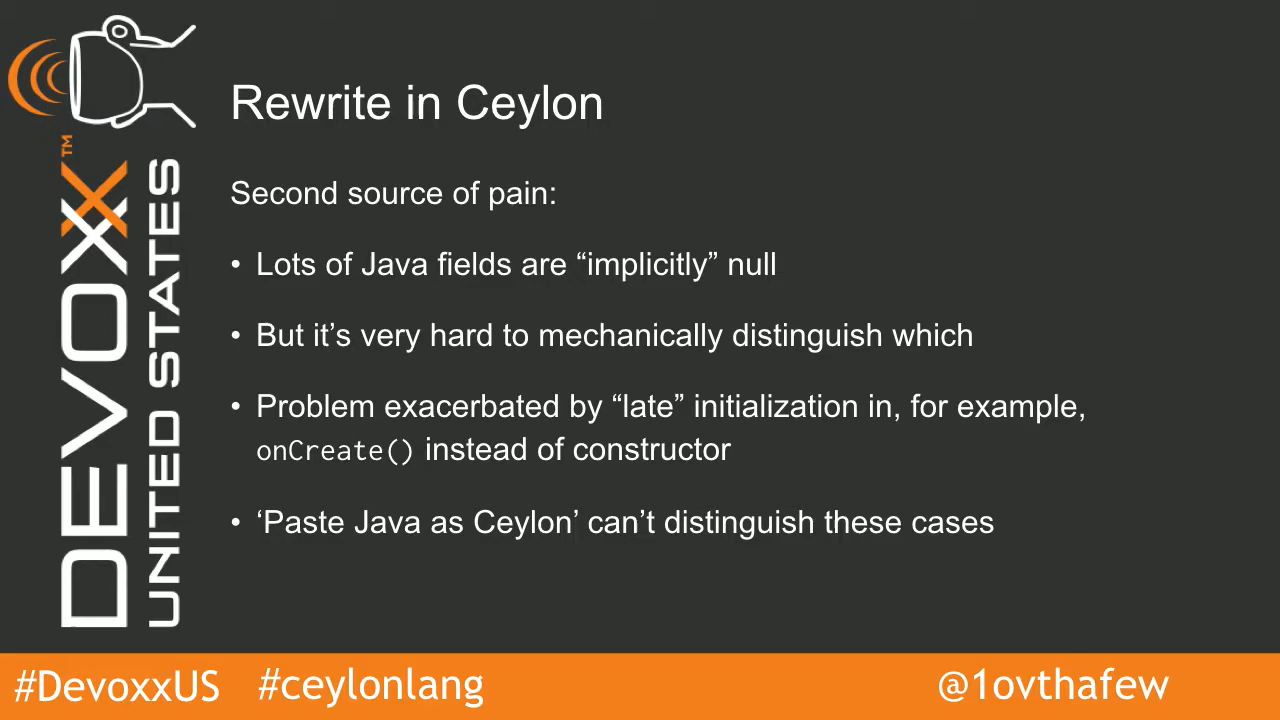 DEVOXX™
UNITED STATES
Rewrite in Ceylon
Second source of pain:
• Lots of Java fields are “implicitly” null
• But it’s very hard to mechanically distinguish which
• Problem exacerbated by “late” initialization in, for example,
onCreate() instead of constructor
• ‘Paste Java as Ceylon’ can’t distinguish these cases
#DevoxxUS #ceylonlang @1ovthafew